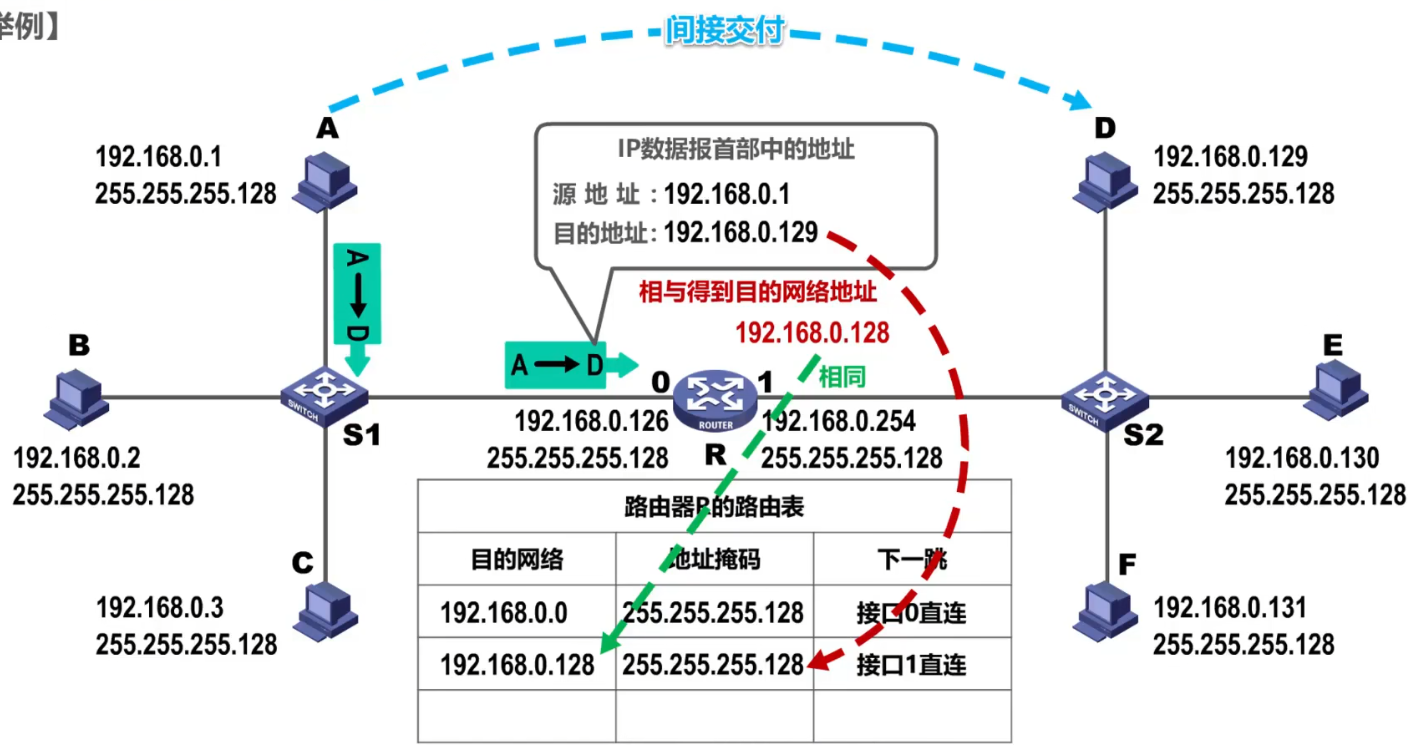 举例】
间接交付
A
192.168.0.1
255.255.255.128
IP数据报首部中的地址
源地址：192.168.0.1
目的地址：192.168.0.129
D
192.168.0.129
255.255.255.128
A→D
相与得到目的网络地址
192.168.0.128
相同
B
192.168.0.2
255.255.255.128
SWITCH
S1
A→D
0
192.168.0.126
255.255.255.128
ROUTER
R
1
192.168.0.254
255.255.255.128
SWITCH
S2
E
192.168.0.130
255.255.255.128
C
192.168.0.3
255.255.255.128
路由器R的路由表
目的网络 地址掩码 下一跳
192.168.0.0 255.255.255.128 接口0直连
192.168.0.128 255.255.255.128 接口1直连
F
192.168.0.131
255.255.255.128